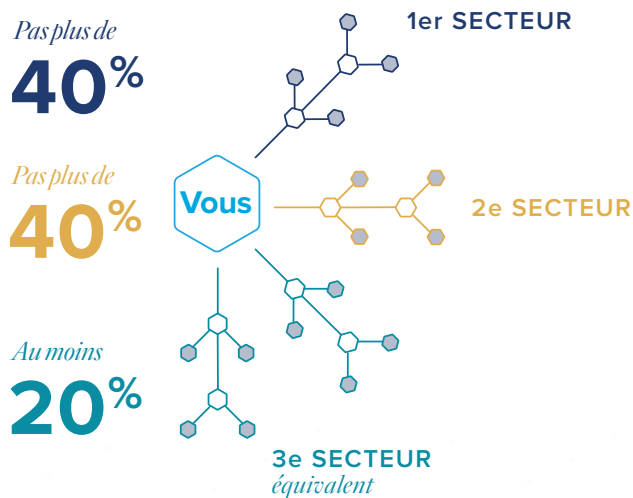 Pas plus de
40%
1er SECTEUR
Pas plus de
40%
Vous
2e SECTEUR
Au moins
20%
3e SECTEUR
équivalent